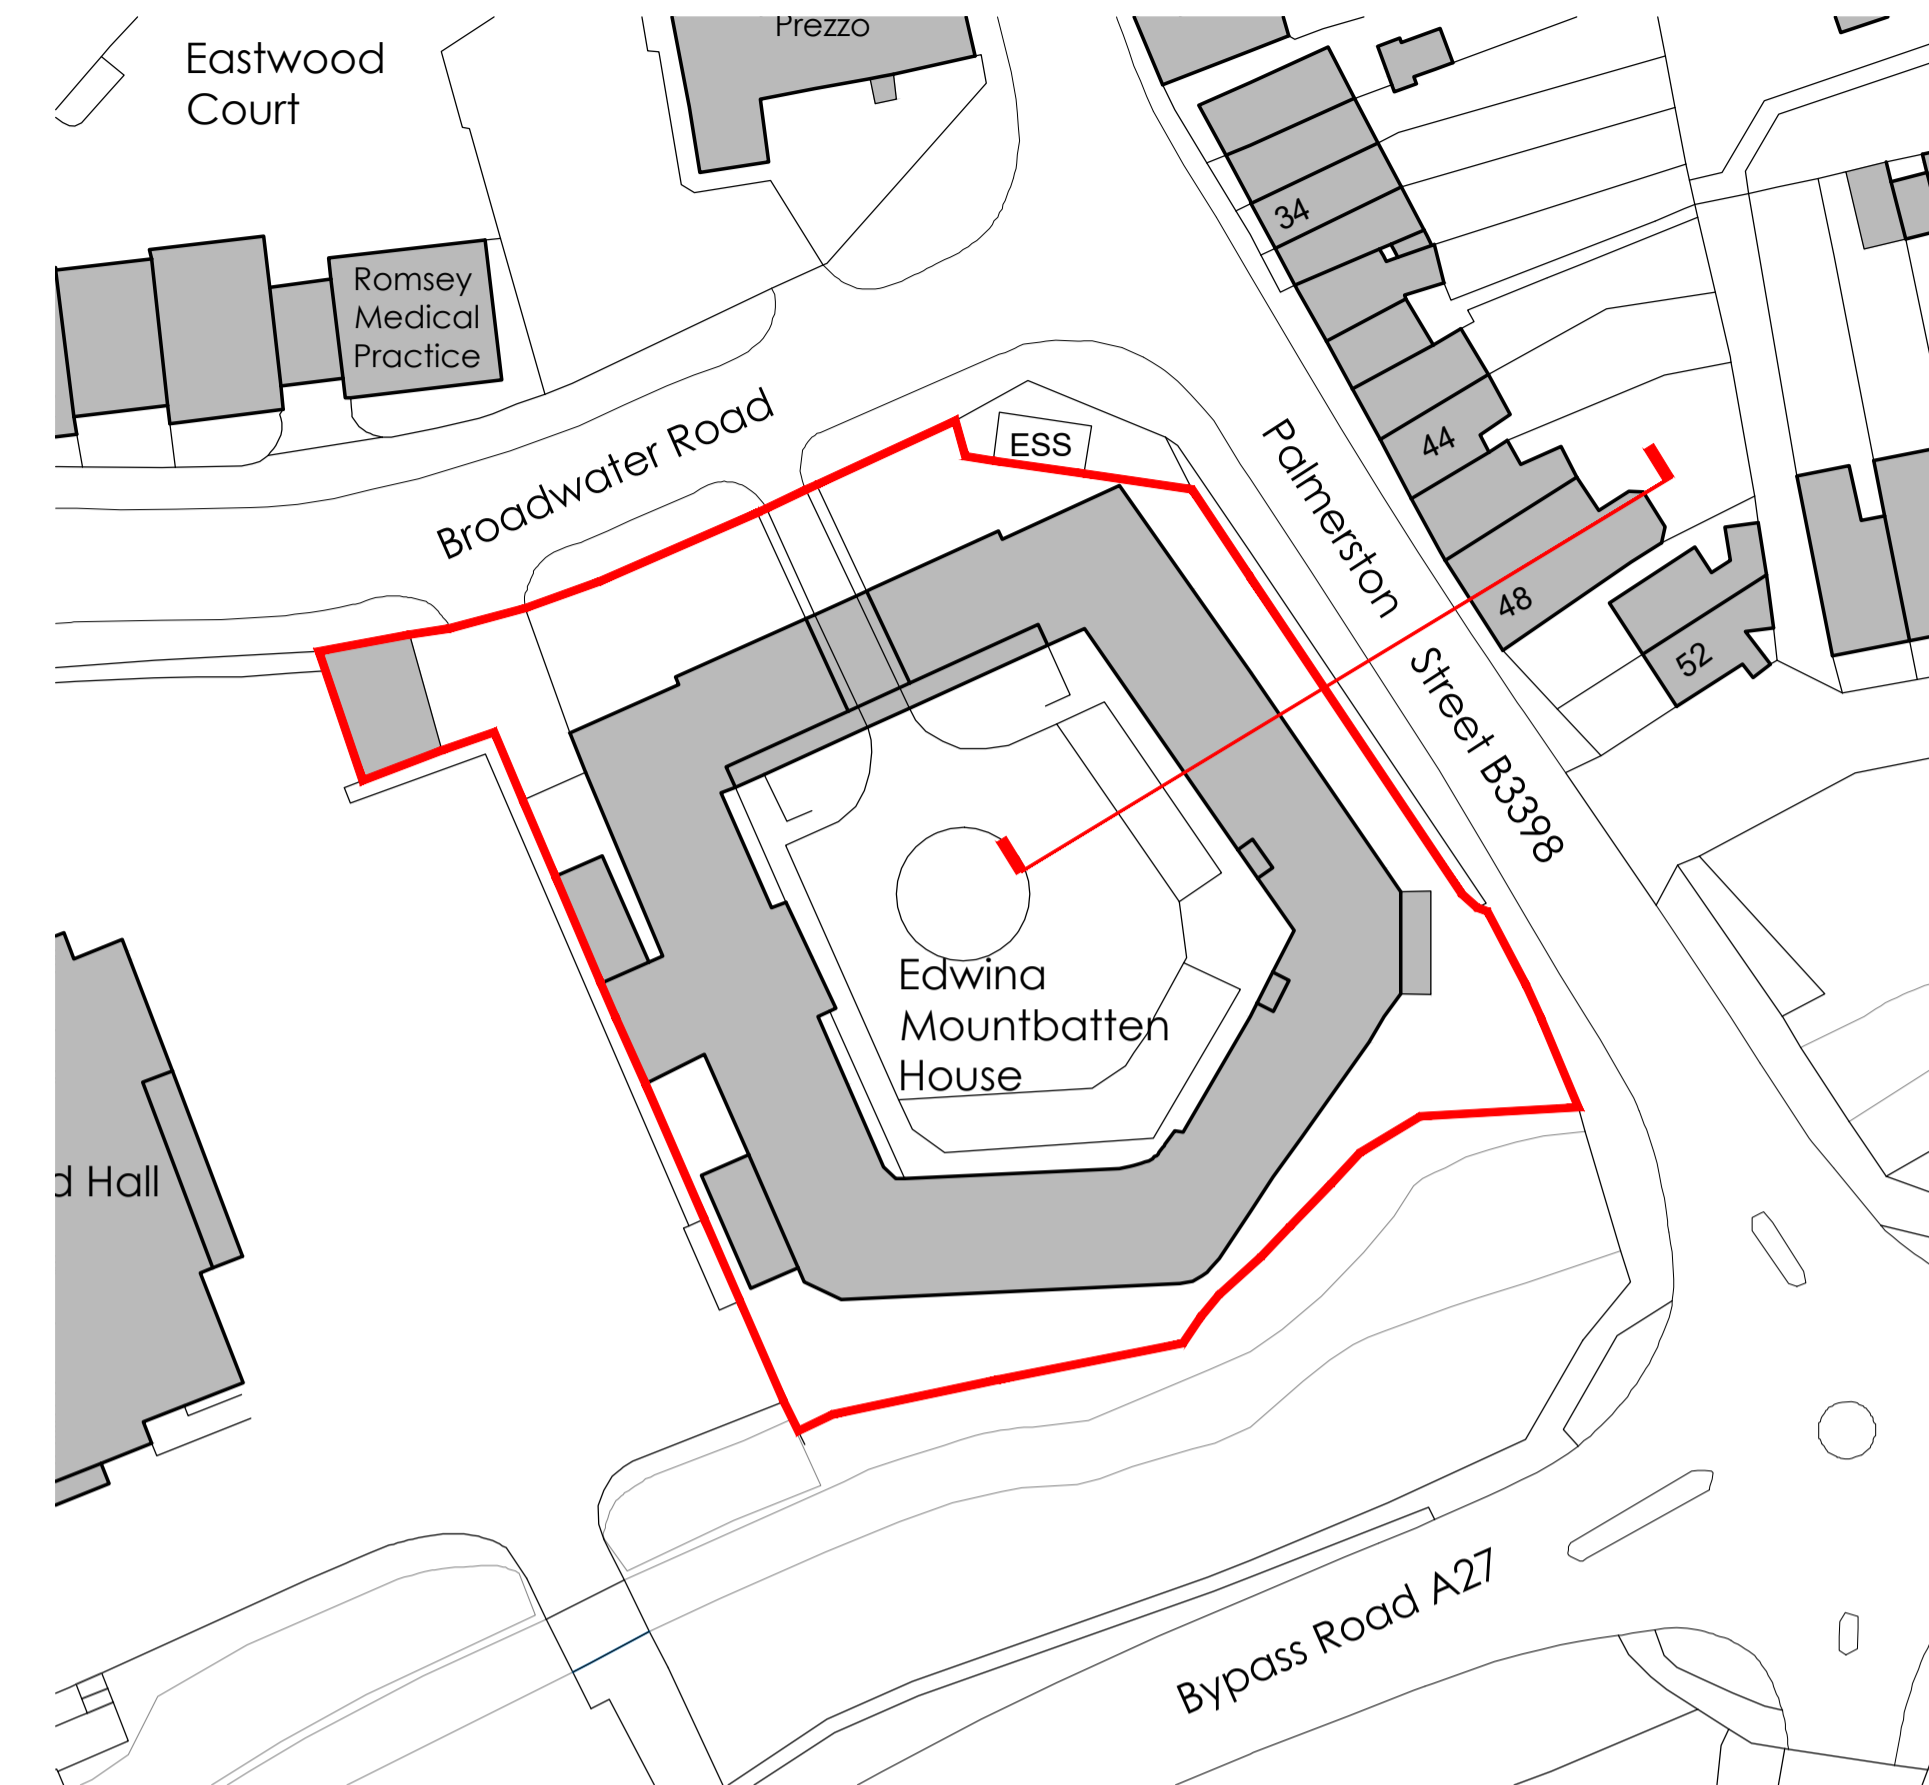 Prezzo
Eastwood
Court
34
Romsey
Medical
Practice
Broadwater Road
ESS
44
Palmerston
Street B3398
48
52
Edwina
Mountbatten
House
d Hall
Bypass Road A27